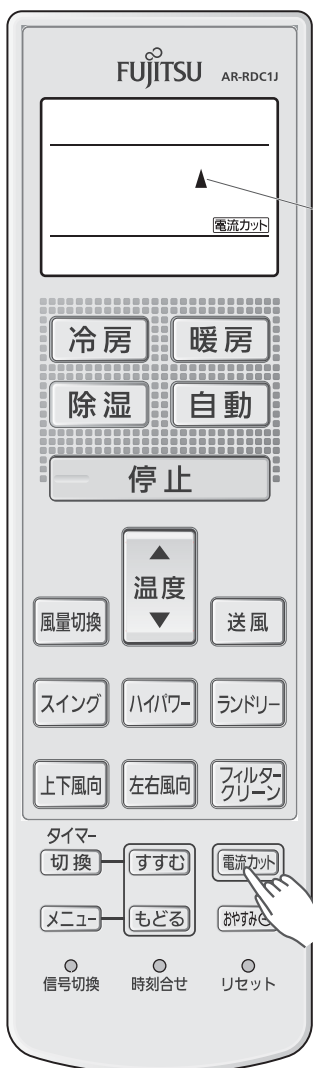 FUJITSU AR-RDC1J
電流カット
冷房 暖房
除湿 自動
停止
▲
温度
▼
風量切換 送風
スイング ハイパワー ランドリー
上下風向 左右風向 フィルター
クリーン
タイマー
切換 すすむ 電流カット
メニュー もどる おやすみ
信号切換 時刻合せ リセット